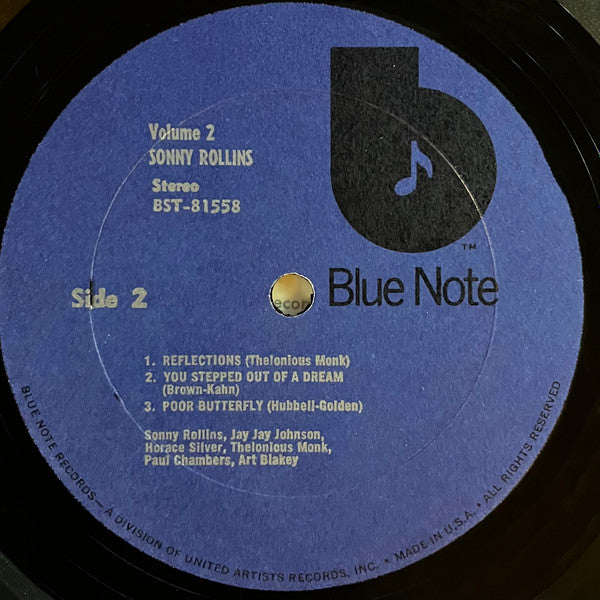 Volume 2
SONNY ROLLINS
Stereo
BST-81558
TM
Side 2
ecor
Blue Note
1. REFLECTIONS (Thelonious Monk)
2. YOU STEPPED OUT OF A DREAM
(Brown-Kahn)
3. POOR BUTTERFLY (Hubbell-Golden)
Sonny Rollins, Jay Jay Johnson,
Horace Silver, Thelonious Monk,
Paul Chambers, Art Blakey
BLUE NOTE RECORDS—A DIVISION OF UNITED ARTISTS RECORDS, INC. • MADE IN U.S.A. • ALL RIGHTS RESERVED